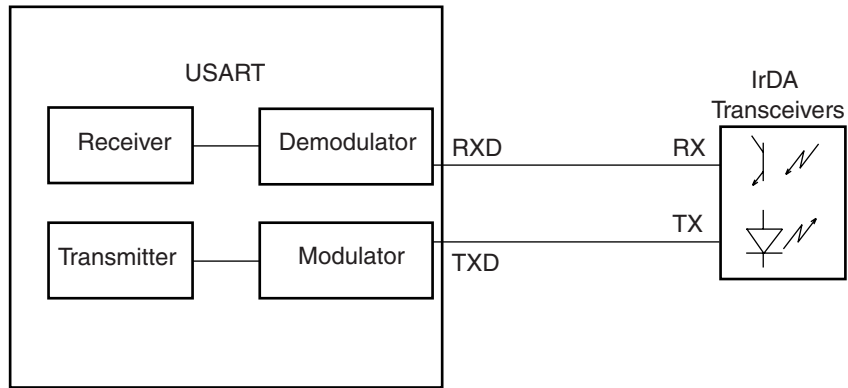 USART
IrDA
Transceivers
Receiver
Demodulator
RXD
RX
Transmitter
Modulator
TXD
TX